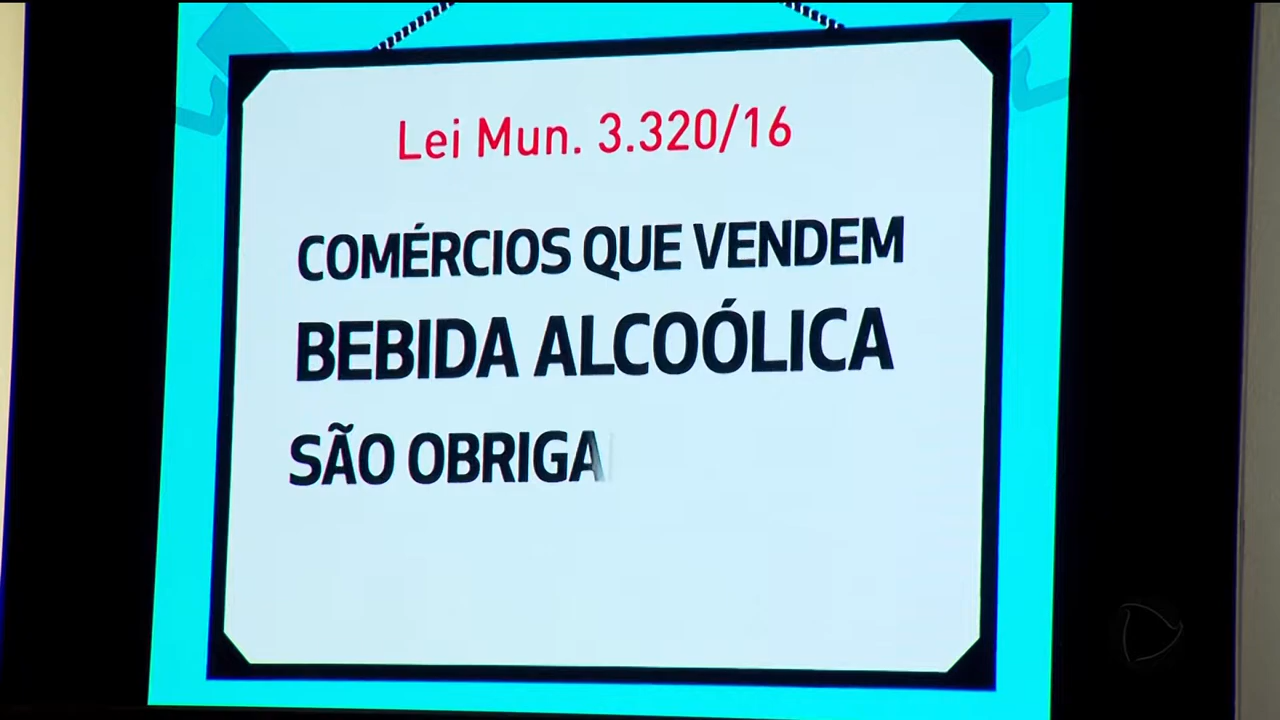 Lei Mun. 3.320/16
COMÉRCIOS QUE VENDEM
BEBIDA ALCOÓLICA
SÃO OBRIGA